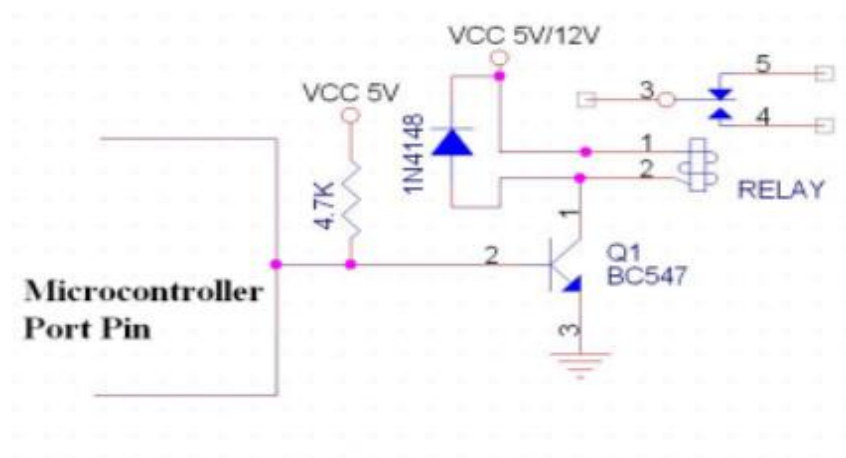 VCC 5V/12V
VCC 5V
5
3
4
1N4148
1
2
RELAY
4.7K
1
2
Q1
BC547
Microcontroller
Port Pin
3